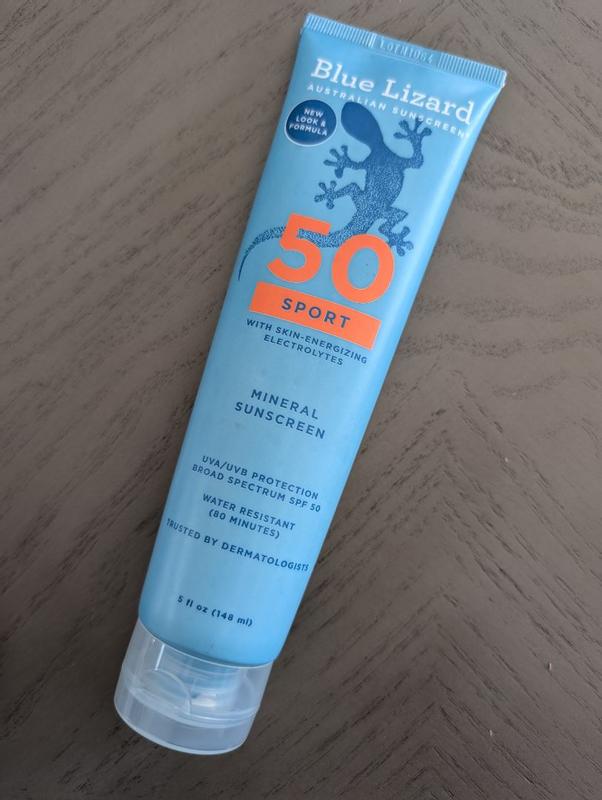 Blue Lizard
AUSTRALIAN SUNSCREEN
NEW
LOOK &
FORMULA
50
SPORT
WITH SKIN-ENERGIZING
ELECTROLYTES
MINERAL
SUNSCREEN
UVA/UVB PROTECTION
BROAD SPECTRUM SPF 50
WATER RESISTANT
(80 MINUTES)
TRUSTED BY DERMATOLOGISTS
5 fl oz (148 ml)